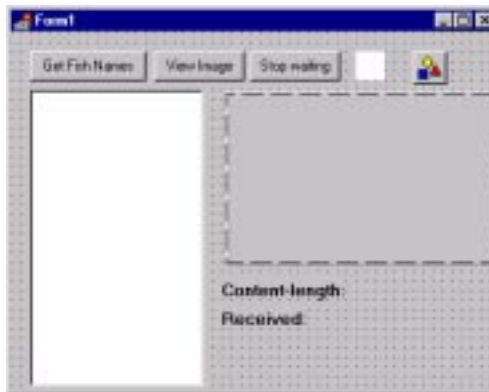 Form1
Get Fish Names View Image Stop waiting
Content-length:
Received: